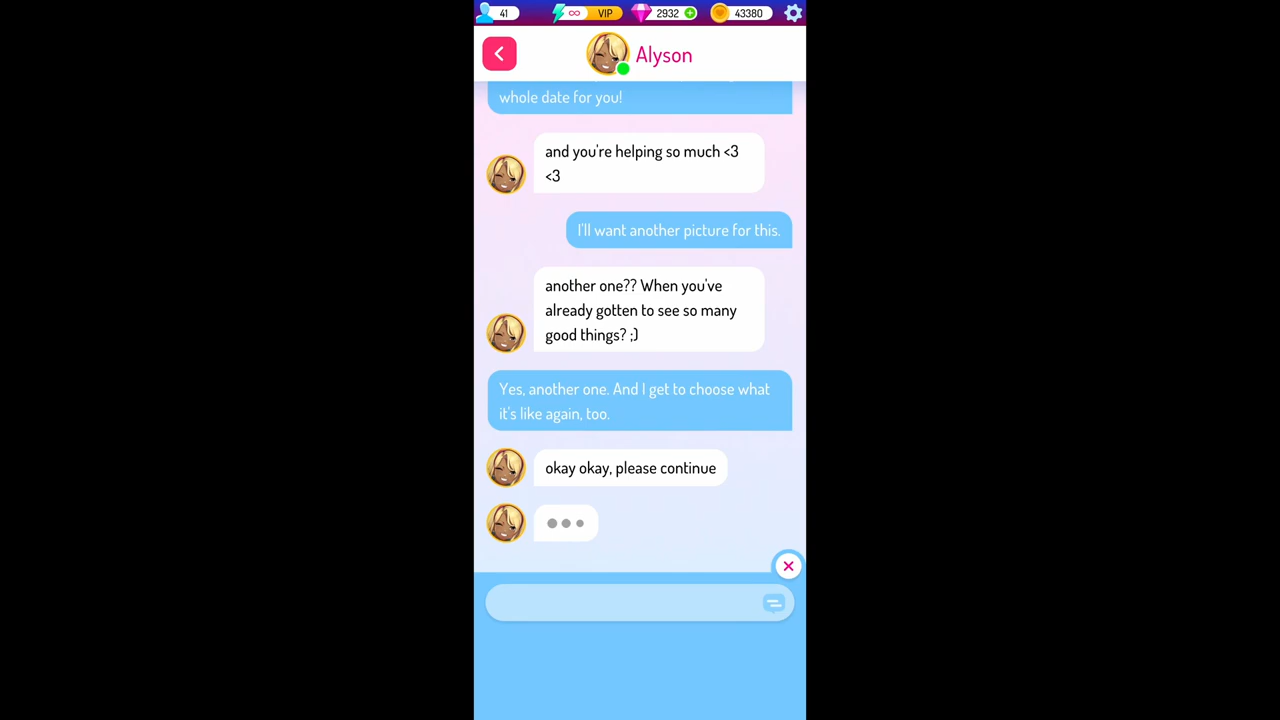 41
∞
VIP
2932
43380
Alyson
whole date for you!
and you're helping so much <3
<3
I'll want another picture for this.
another one?? When you've
already gotten to see so many
good things? ;)
Yes, another one. And I get to choose what
it's like again, too.
okay okay, please continue